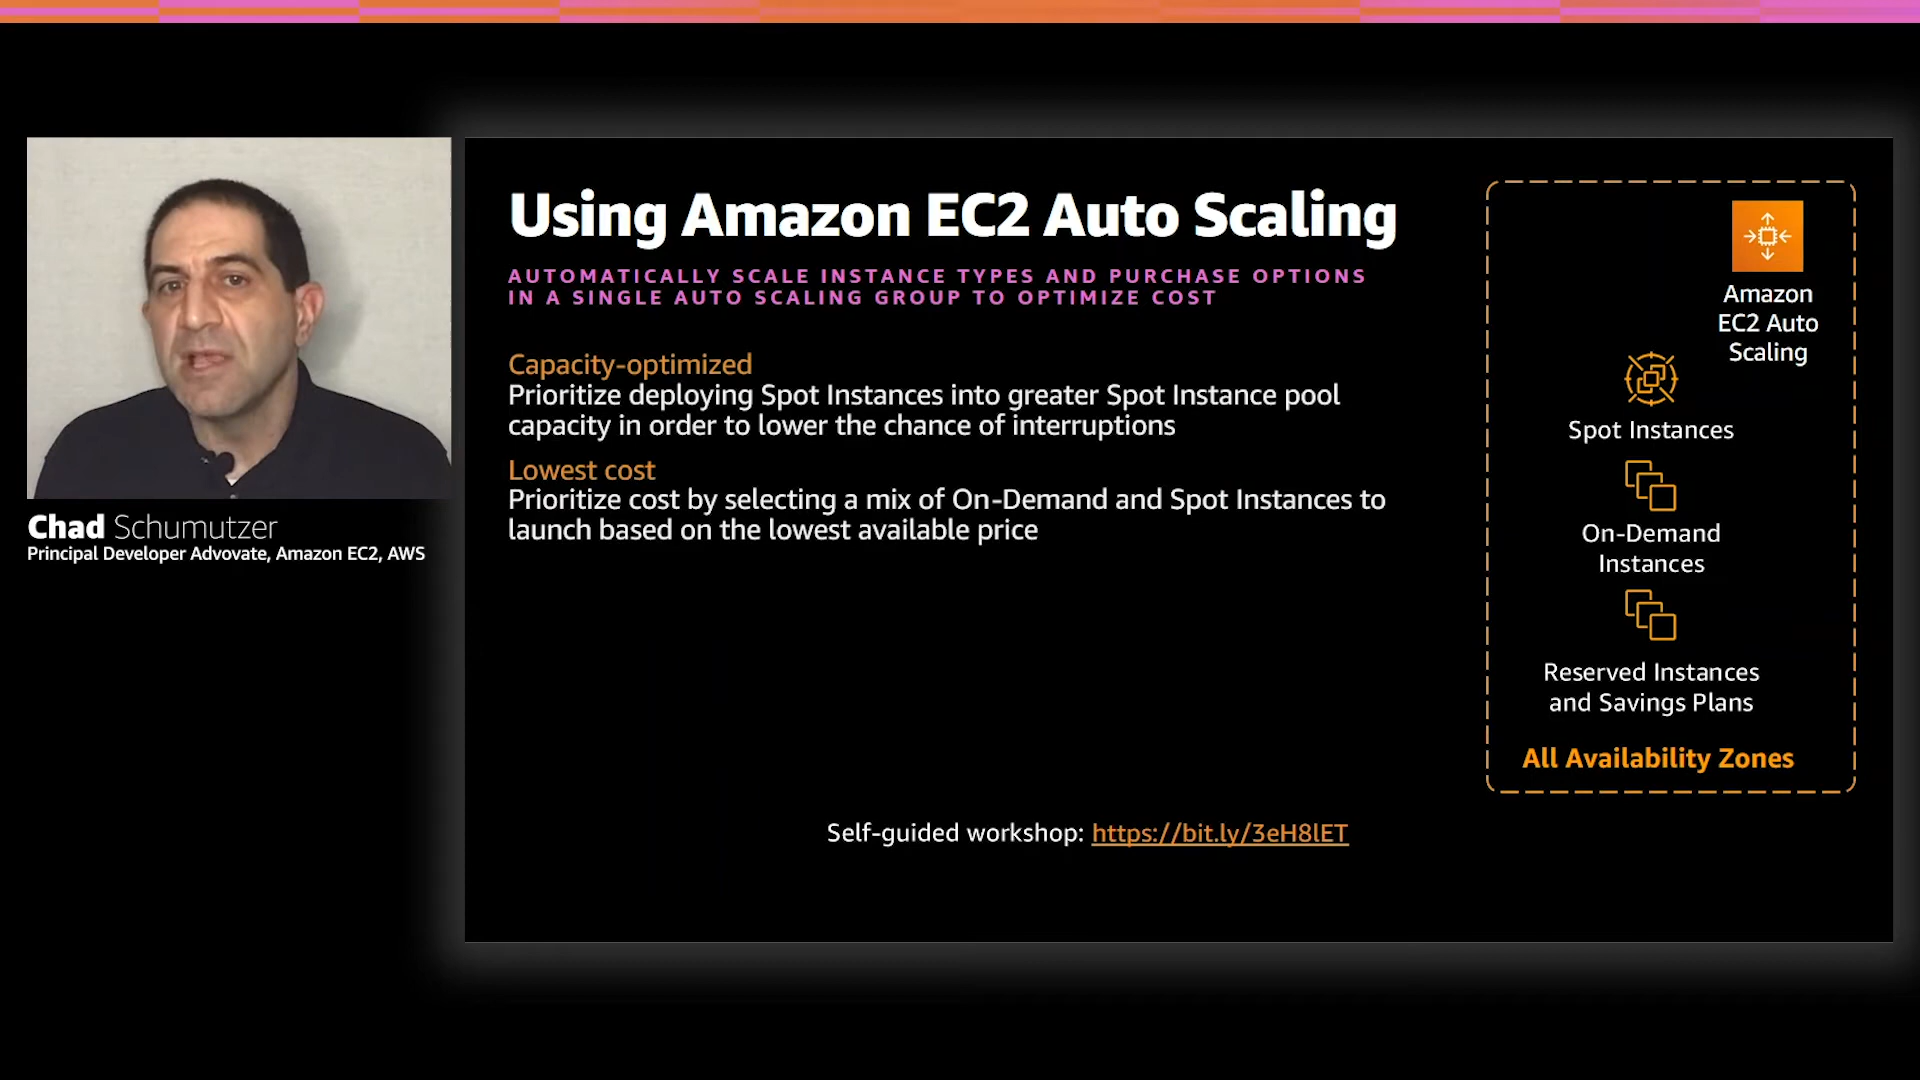 Using Amazon EC2 Auto Scaling
AUTOMATICALLY SCALE INSTANCE TYPES AND PURCHASE OPTIONS
IN A SINGLE AUTO SCALING GROUP TO OPTIMIZE COST
Capacity-optimized
Prioritize deploying Spot Instances into greater Spot Instance pool
capacity in order to lower the chance of interruptions
Lowest cost
Prioritize cost by selecting a mix of On-Demand and Spot Instances to
launch based on the lowest available price
Self-guided workshop: https://bit.ly/3eH8lET
Amazon
EC2 Auto
Scaling
Spot Instances
On-Demand
Instances
Reserved Instances
and Savings Plans
All Availability Zones
Chad Schumutzer
Principal Developer Advovate, Amazon EC2, AWS